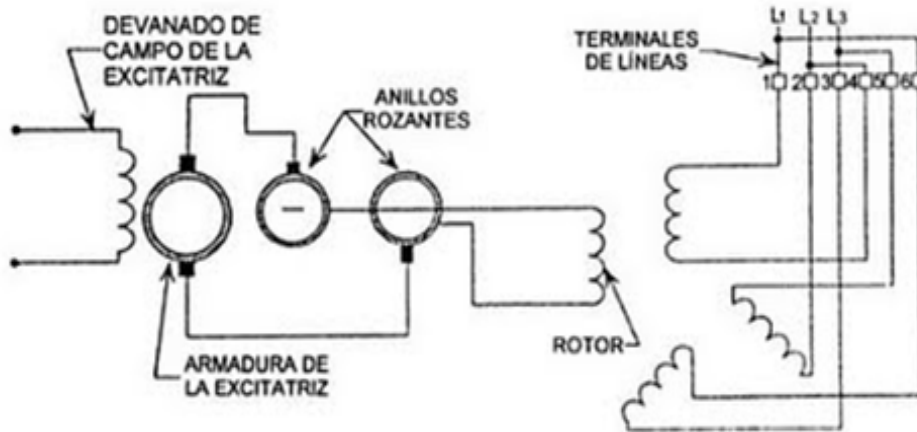 DEVANADO DE
CAMPO DE LA
EXCITATRIZ
ANILLOS
ROZANTES
TERMINALES
DE LÍNEAS
L1 L2 L3
1 2 3 4 5 6
ROTOR
ARMADURA DE
LA EXCITATRIZ